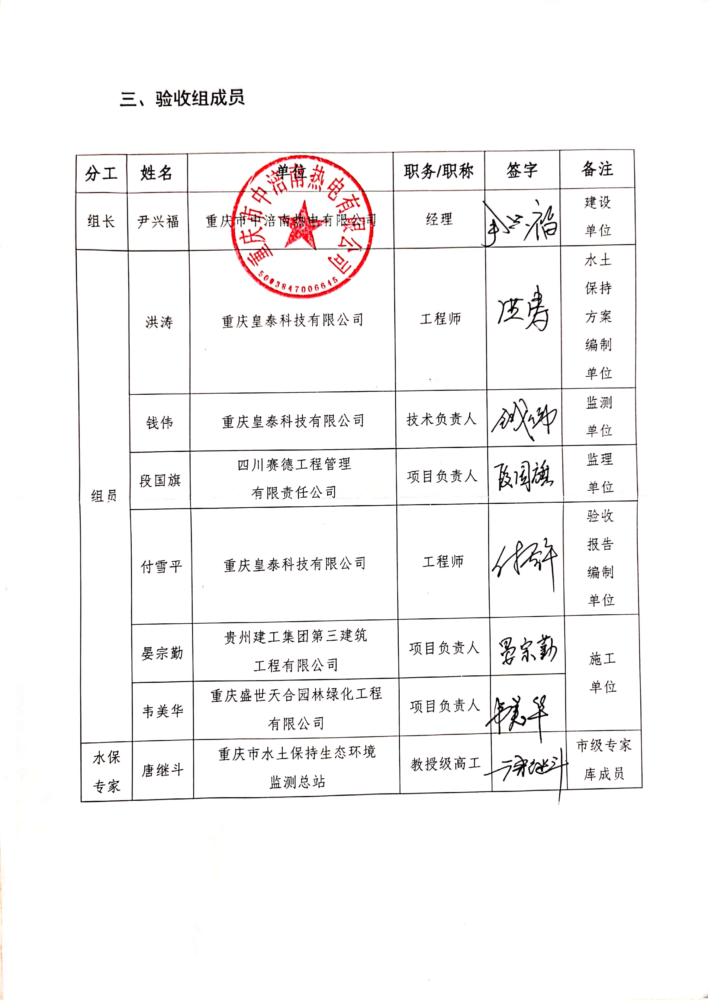 三、验收组成员
分工 姓名 单位 职务/职称 签字 备注
组长 尹兴福 重庆市中涪南热电有限公司 经理 尹兴福 建设
单位
重庆市中涪南热电有限公司
5003847006645
组员
洪涛 重庆皇泰科技有限公司 工程师 洪涛 水土
保持
方案
编制
单位
钱伟 重庆皇泰科技有限公司 技术负责人 钱伟 监测
单位
段国旗 四川赛德工程管理
有限责任公司 项目负责人 段国旗 监理
单位
付雪平 重庆皇泰科技有限公司 工程师 付雪平 验收
报告
编制
单位
晏宗勤 贵州建工集团第三建筑
工程有限公司 项目负责人 晏宗勤 施工
单位
韦美华 重庆盛世天合园林绿化工程
有限公司 项目负责人 韦美华
水保
专家 唐继斗 重庆市水土保持生态环境
监测总站 教授级高工 唐继斗 市级专家
库成员